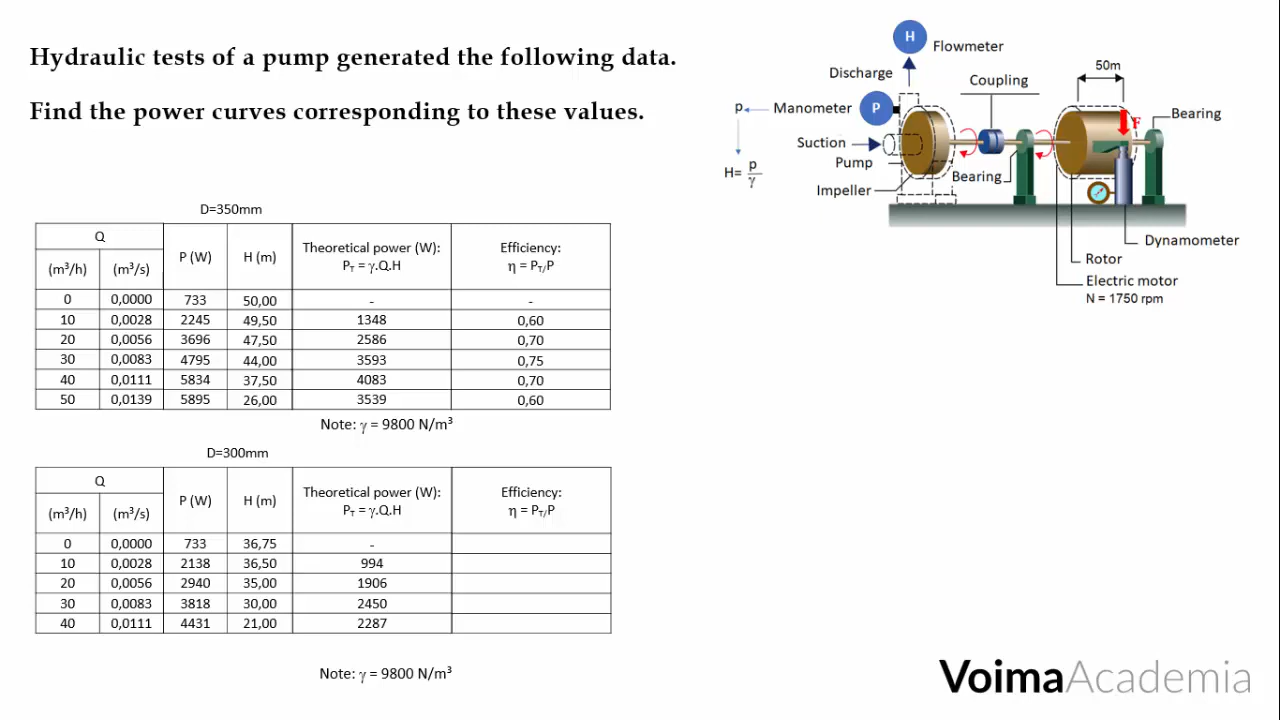 Hydraulic tests of a pump generated the following data.
Find the power curves corresponding to these values.
H
Flowmeter
Discharge
Coupling
50m
p
Manometer
P
Bearing
F
Suction
Pump
H= p/γ
Bearing
Impeller
Dynamometer
Rotor
Electric motor
N = 1750 rpm
D=350mm
Q
(m³/h) (m³/s) P (W) H (m) Theoretical power (W): Efficiency:
Pᴛ = γ.Q.H η = Pᴛ/P
0 0,0000 733 50,00 - -
10 0,0028 2245 49,50 1348 0,60
20 0,0056 3696 47,50 2586 0,70
30 0,0083 4795 44,00 3593 0,75
40 0,0111 5834 37,50 4083 0,70
50 0,0139 5895 26,00 3539 0,60
Note: γ = 9800 N/m³
D=300mm
Q
(m³/h) (m³/s) P (W) H (m) Theoretical power (W): Efficiency:
Pᴛ = γ.Q.H η = Pᴛ/P
0 0,0000 733 36,75 -
10 0,0028 2138 36,50 994
20 0,0056 2940 35,00 1906
30 0,0083 3818 30,00 2450
40 0,0111 4431 21,00 2287
Note: γ = 9800 N/m³
VoimaAcademia